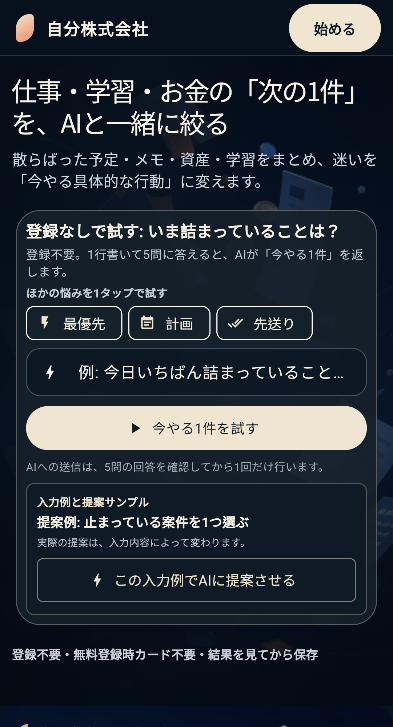 自分株式会社
始める
仕事・学習・お金の「次の1件」
を、AIと一緒に絞る
散らばった予定・メモ・資産・学習をまとめ、迷いを
「今やる具体的な行動」に変えます。
登録なしで試す: いま詰まっていることは？
登録不要。1行書いて5問に答えると、AIが「今やる1件」を返
します。
ほかの悩みを1タップで試す
最優先
計画
先送り
例: 今日いちばん詰まっていること…
今やる1件を試す
AIへの送信は、5問の回答を確認してから1回だけ行います。
入力例と提案サンプル
提案例: 止まっている案件を1つ選ぶ
実際の提案は、入力内容によって変わります。
この入力例でAIに提案させる
登録不要・無料登録時カード不要・結果を見てから保存